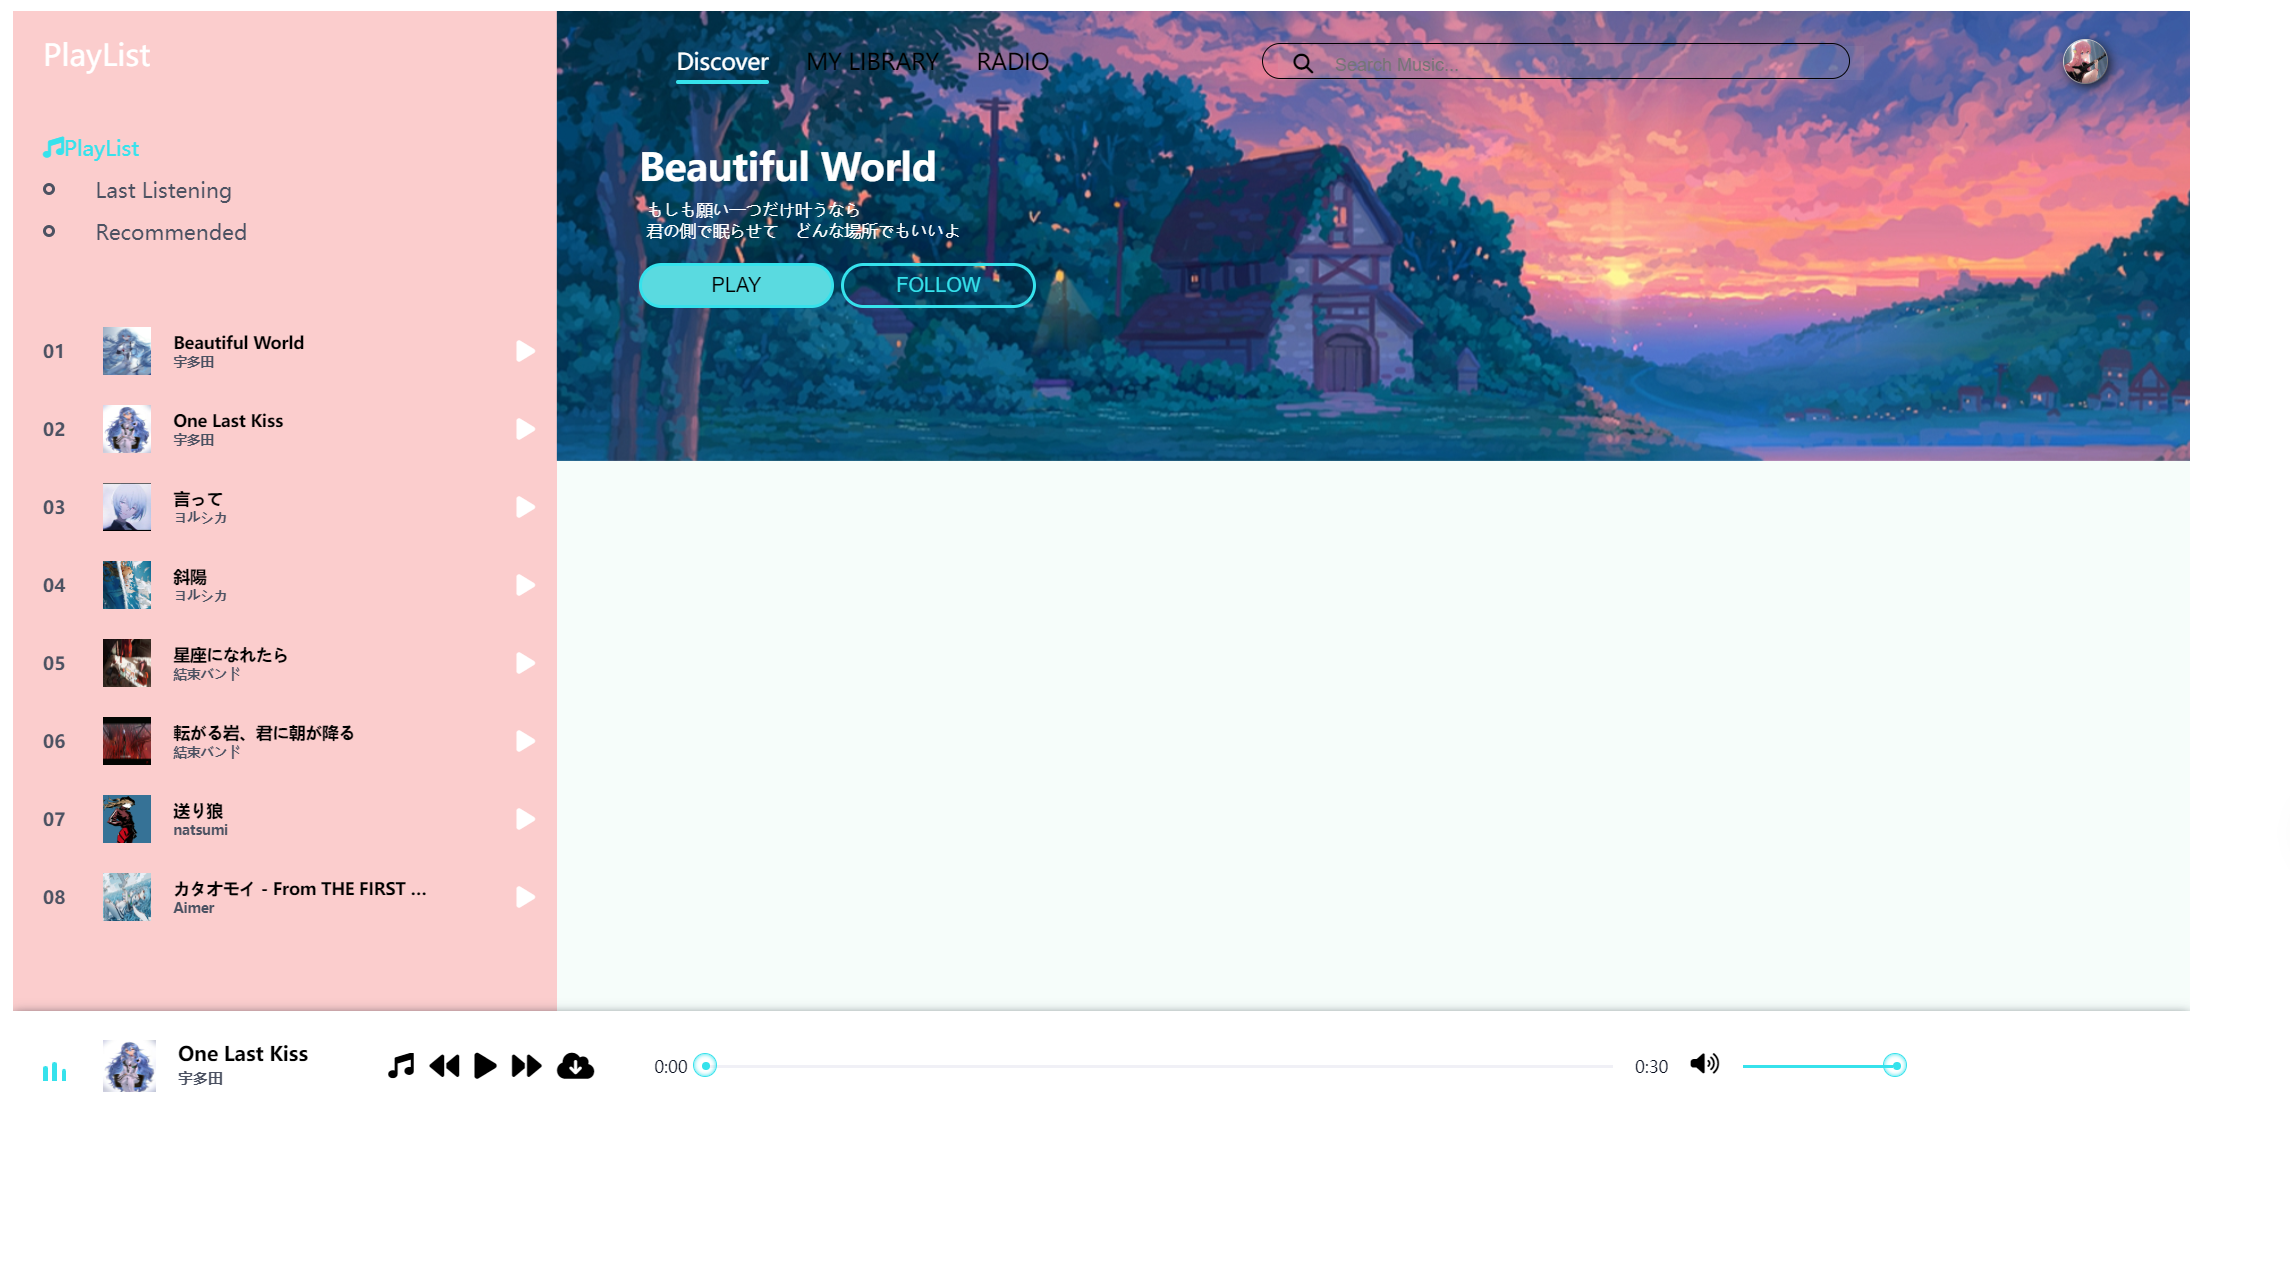 PlayList
PlayList
Last Listening
Recommended
01
Beautiful World
宇多田
02
One Last Kiss
宇多田
03
言って
ヨルシカ
04
斜陽
ヨルシカ
05
星座になれたら
結束バンド
06
転がる岩、君に朝が降る
結束バンド
07
送り狼
natsumi
08
カタオモイ - From THE FIRST ...
Aimer
Discover MY LIBRARY RADIO
Search Music...
Beautiful World
もしも願い一つだけ叶うなら
君の側で眠らせて　どんな場所でもいいよ
PLAY FOLLOW
One Last Kiss
宇多田
0:00
0:30